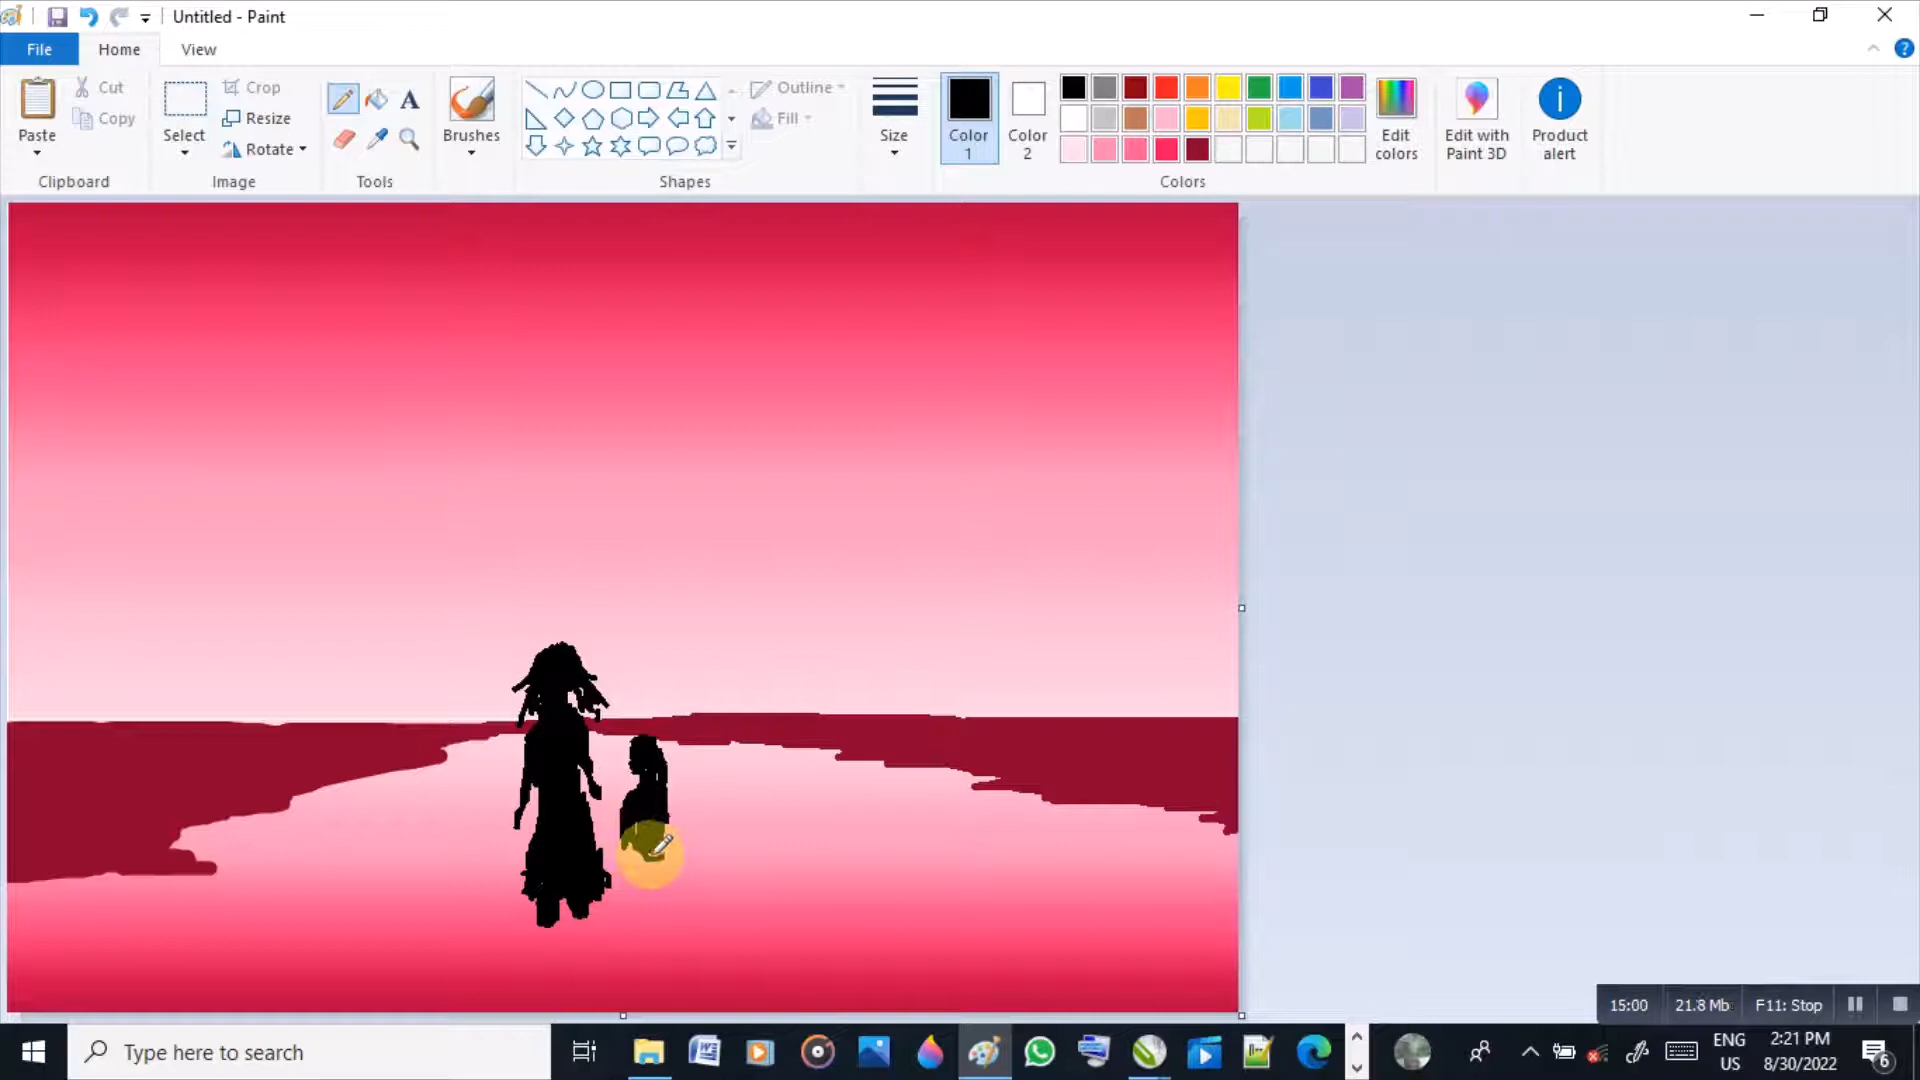 Untitled - Paint
File Home View
Paste Cut Copy Clipboard
Select Crop Resize Rotate Image
Tools
Brushes
Shapes
Outline Fill
Size
Color 1
Color 2
Colors
Edit colors
Edit with Paint 3D
Product alert
15:00 21.8 Mb F11: Stop
Type here to search
ENG US
2:21 PM
8/30/2022
6